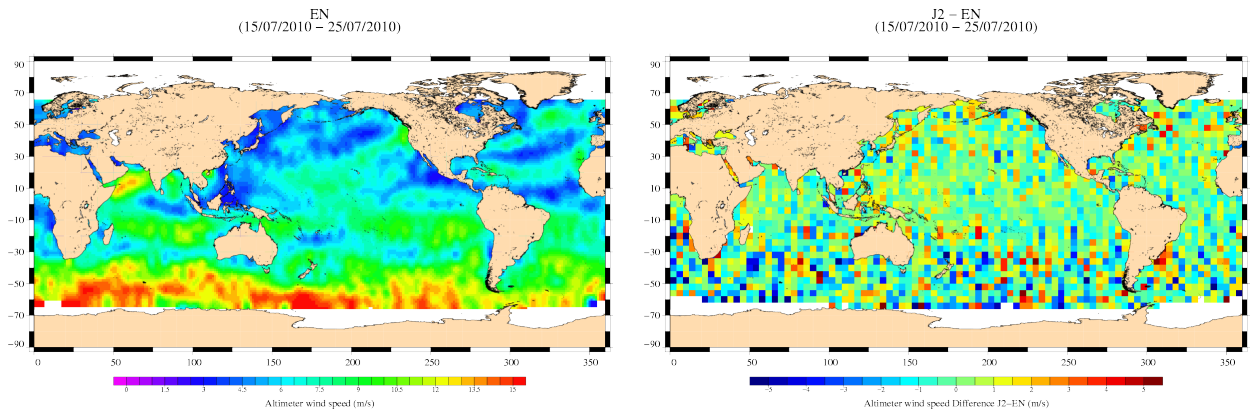 EN
(15/07/2010 − 25/07/2010)
90
70
50
30
10
−10
−30
−50
−70
−90
0 50 100 150 200 250 300 350
0 1.5 3 4.5 6 7.5 9 10.5 12 13.5 15
Altimeter wind speed (m/s)
J2 − EN
(15/07/2010 − 25/07/2010)
90
70
50
30
10
−10
−30
−50
−70
−90
0 50 100 150 200 250 300 350
−5 −4 −3 −2 −1 0 1 2 3 4 5
Altimeter wind speed Difference J2−EN (m/s)